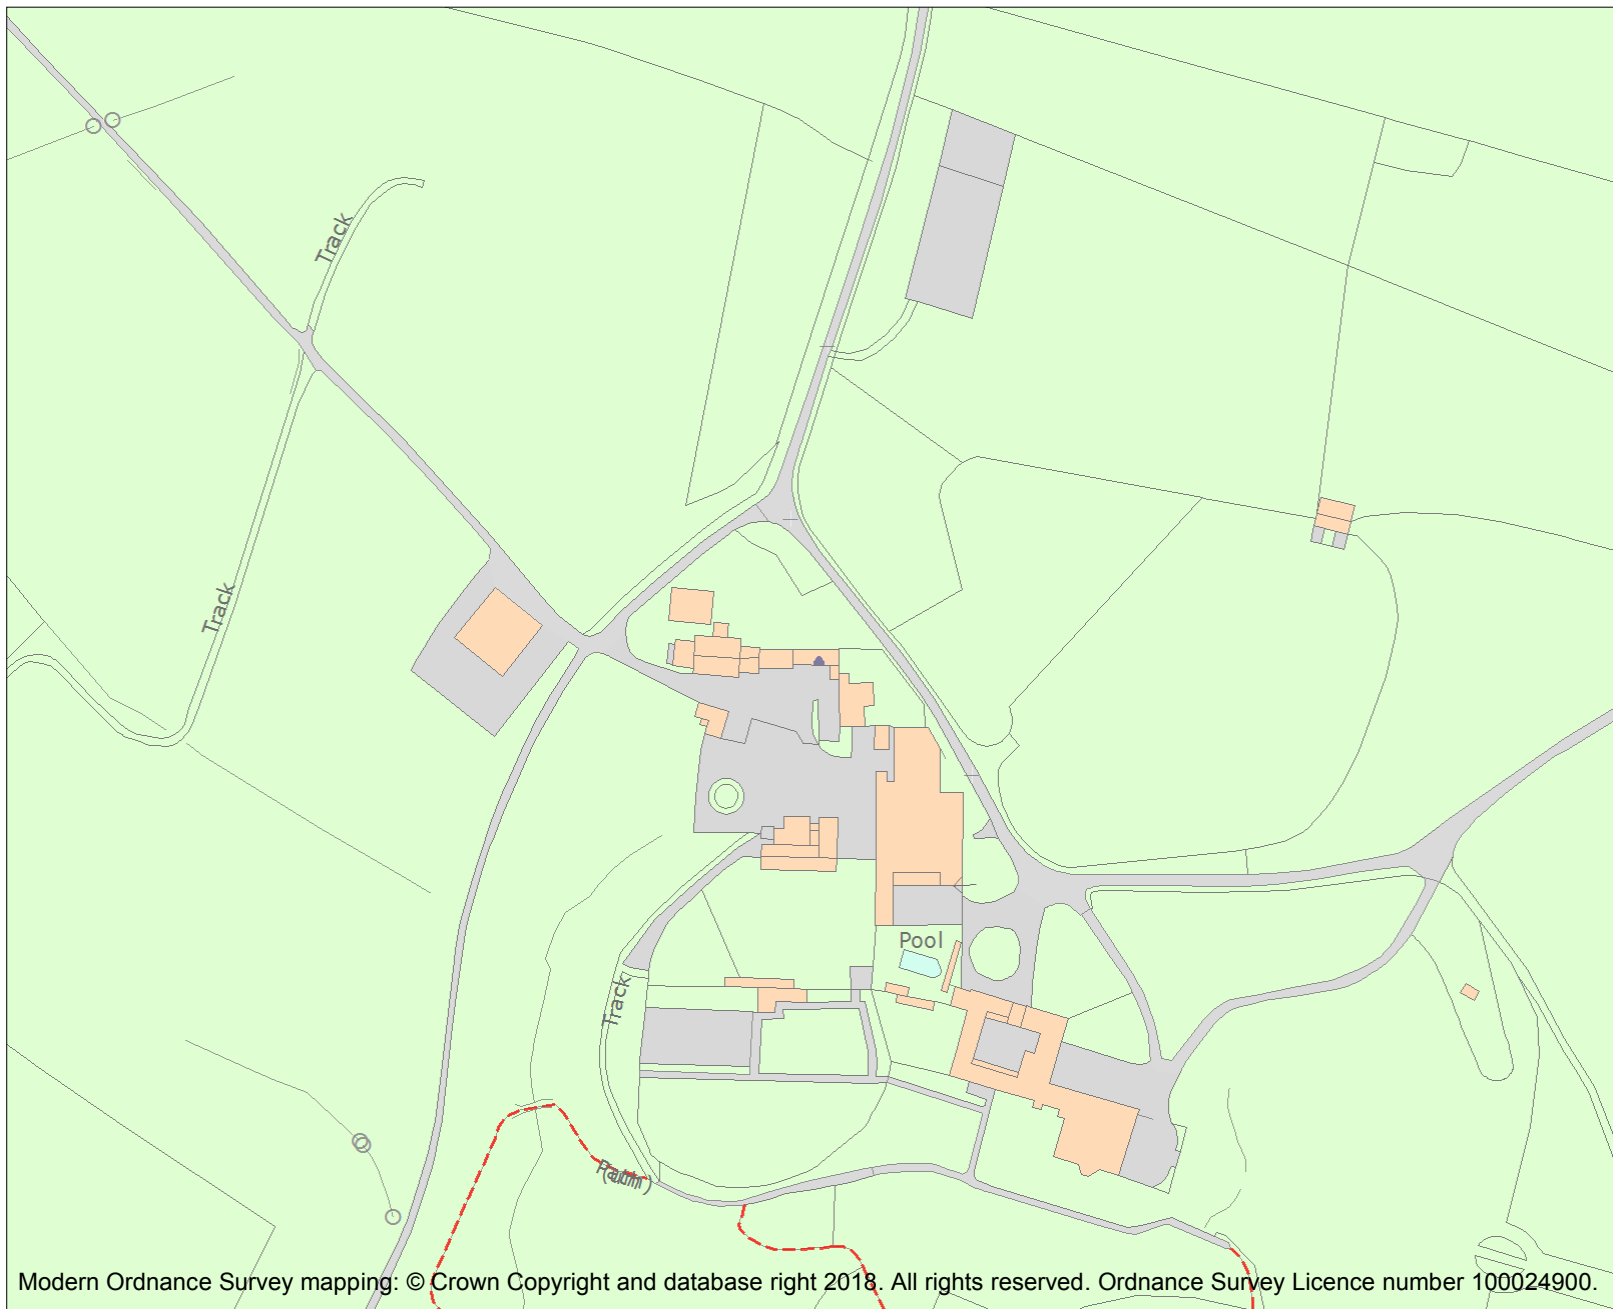 Track
Track
Pool
Track
Modern Ordnance Survey mapping: © Crown Copyright and database right 2018. All rights reserved. Ordnance Survey Licence number 100024900.